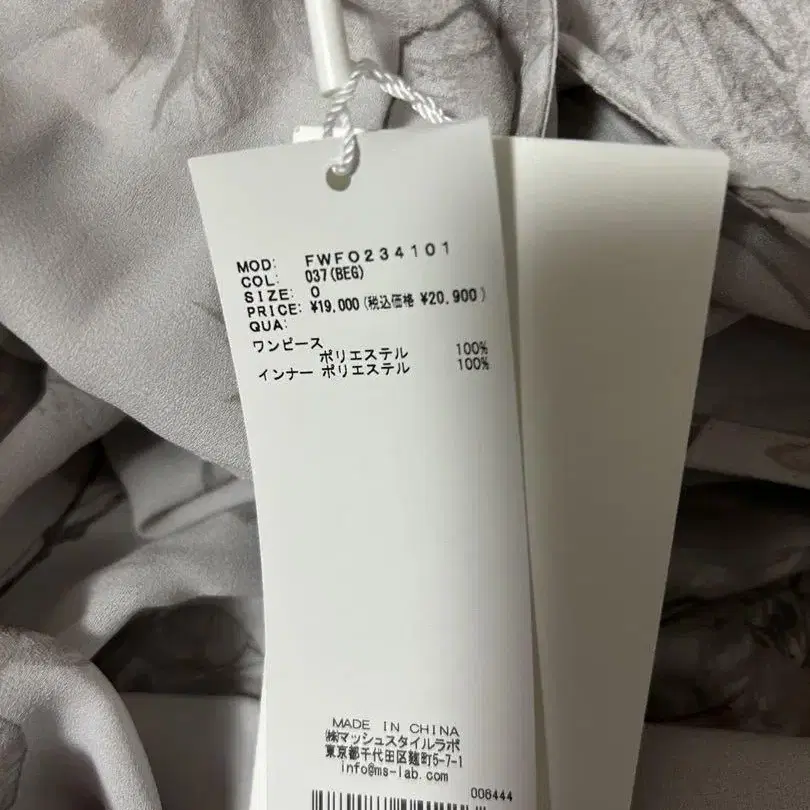 MOD: FWFO234101
COL: 037(BEG)
SIZE: 0
PRICE: ¥19,000(税込価格 ¥20,900)
QUA:
ワンピース
ポリエステル 100%
インナー ポリエステル 100%
MADE IN CHINA
㈱マッシュスタイルラボ
東京都千代田区麹町5-7-1
info@ms-lab.com
006444